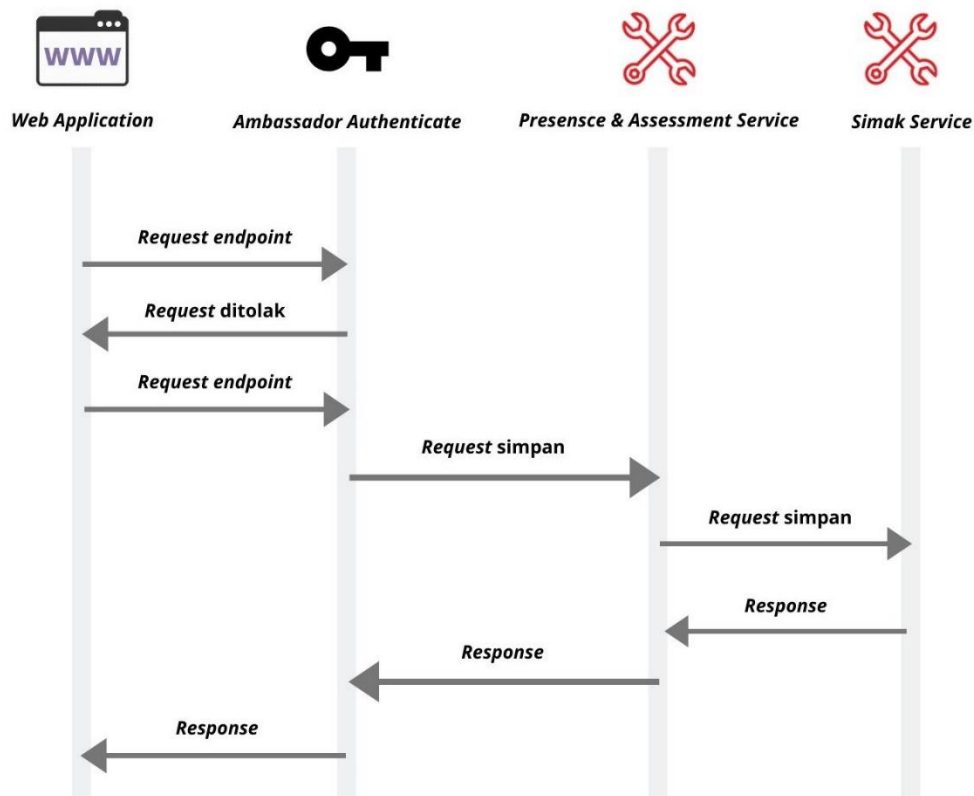 WWW
Web Application
Ambassador Authenticate
Presensce & Assessment Service
Simak Service
Request endpoint
Request ditolak
Request endpoint
Request simpan
Request simpan
Response
Response
Response